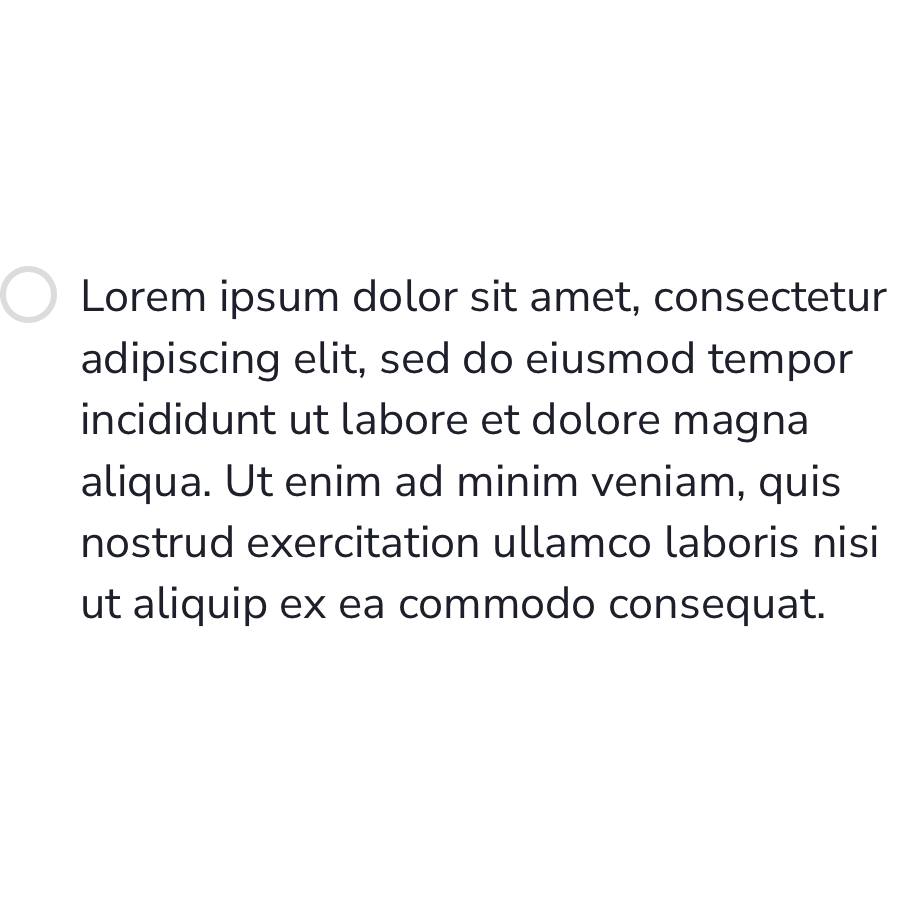 Lorem ipsum dolor sit amet, consectetur
adipiscing elit, sed do eiusmod tempor
incididunt ut labore et dolore magna
aliqua. Ut enim ad minim veniam, quis
nostrud exercitation ullamco laboris nisi
ut aliquip ex ea commodo consequat.